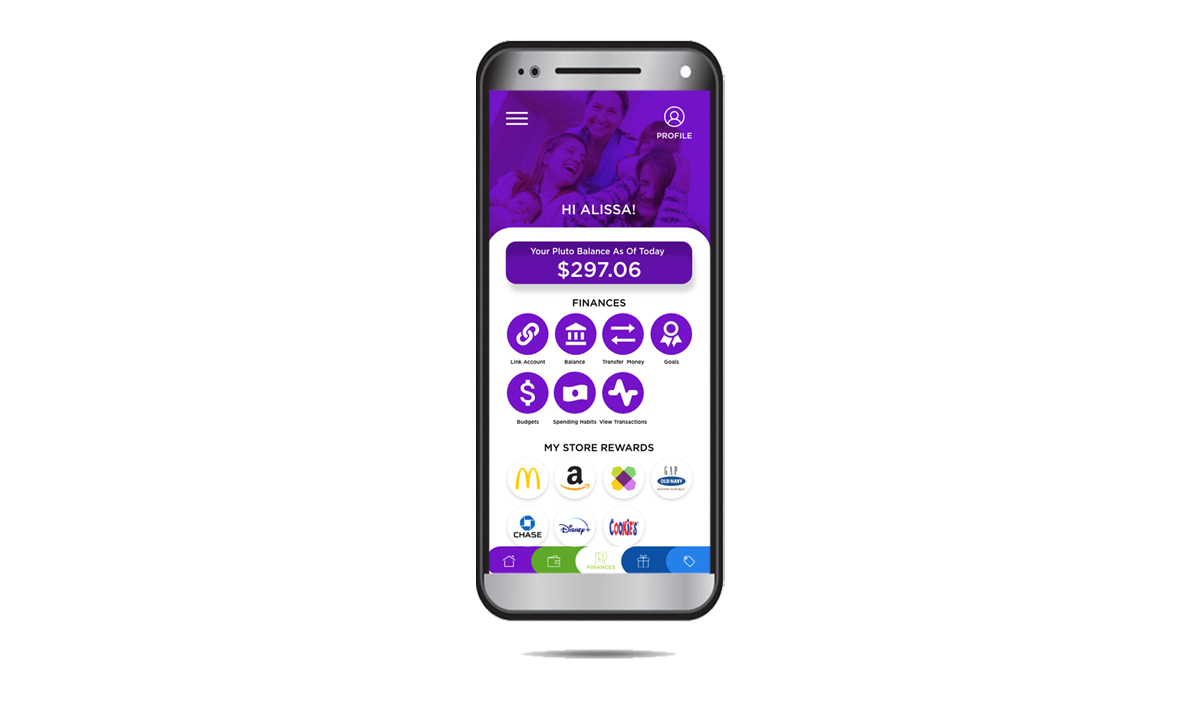 PROFILE
HI ALISSA!
Your Pluto Balance As Of Today
$297.06
FINANCES
Link Account
Balance
Transfer Money
Goals
Budgets
Spending Habits
View Transactions
MY STORE REWARDS
a
GAP
OLD NAVY
CHASE
Disney+
COOKIE'S
FINANCES